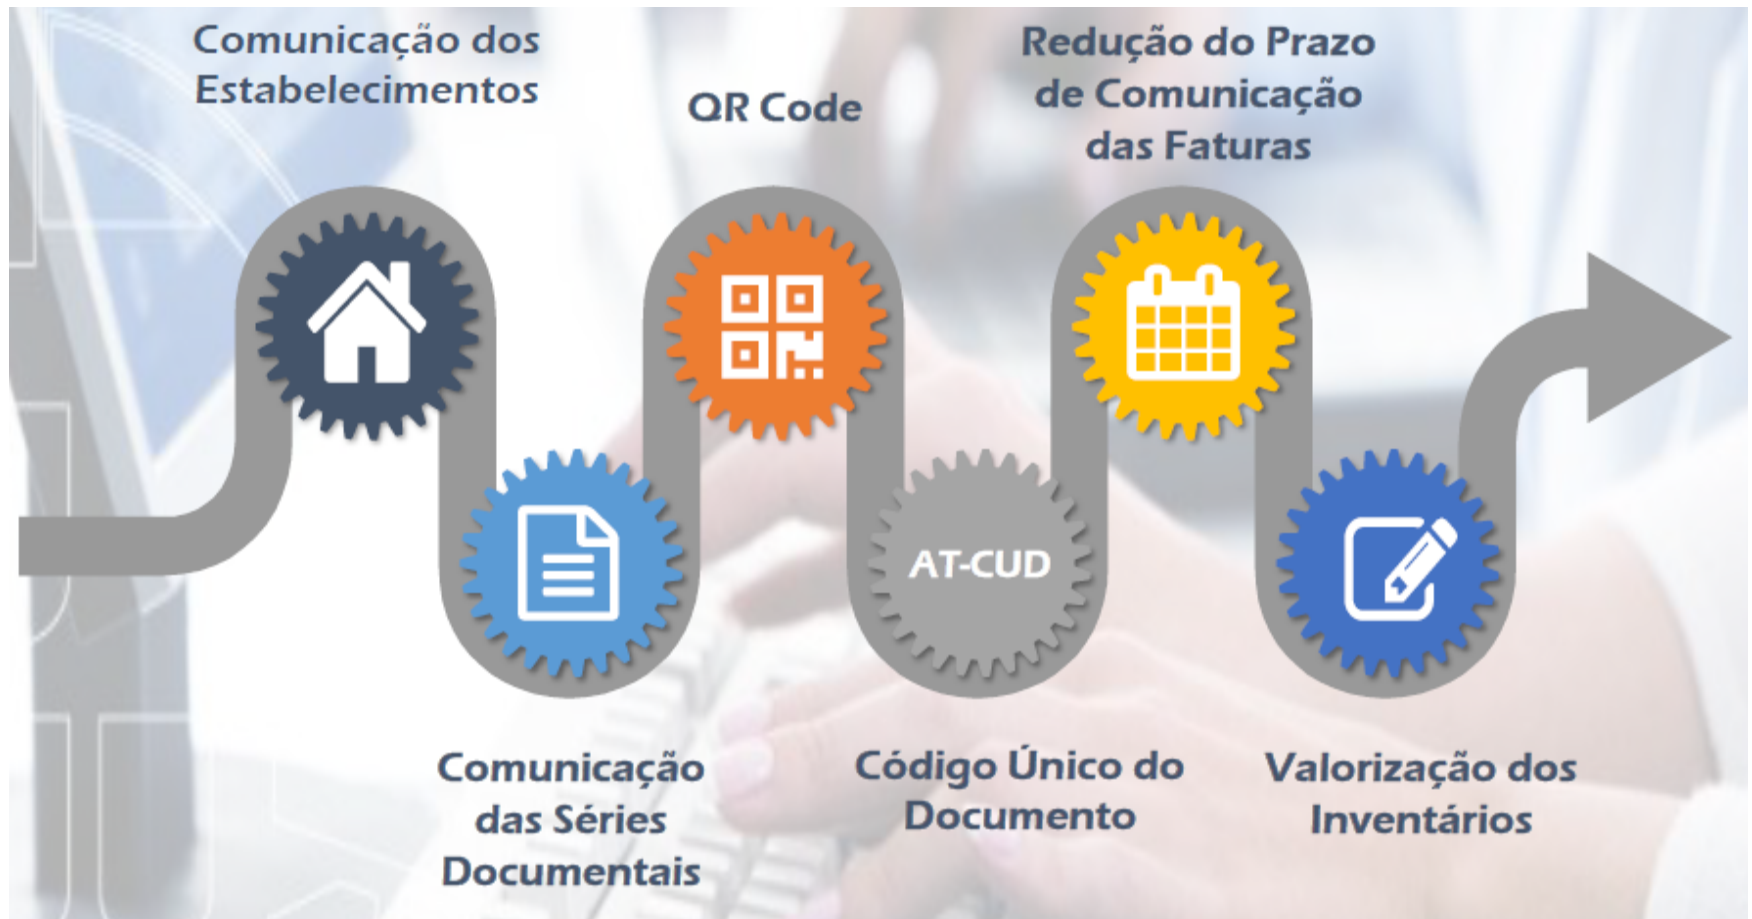 Comunicação dos
Estabelecimentos
Comunicação
das Séries
Documentais
QR Code
AT-CUD
Código Único do
Documento
Redução do Prazo
de Comunicação
das Faturas
Valorização dos
Inventários